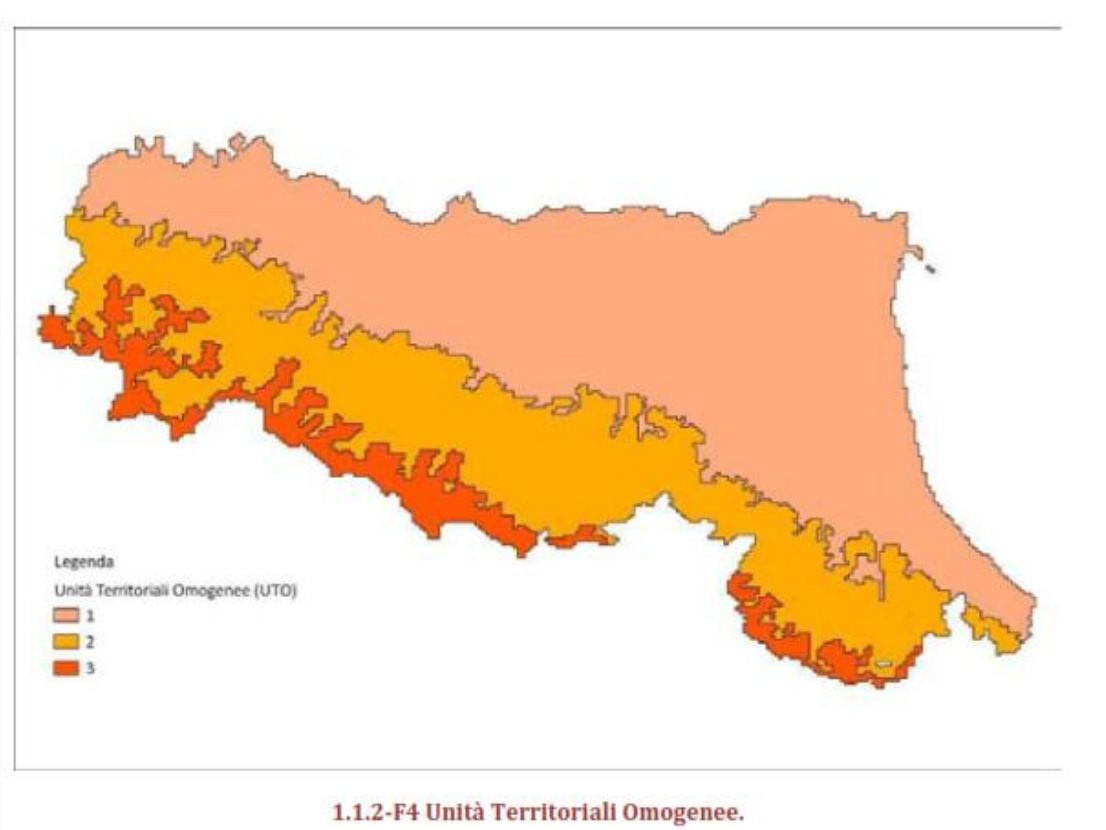 Legenda
Unità Territoriali Omogenee (UTO)
1
2
3
1.1.2-F4 Unità Territoriali Omogenee.